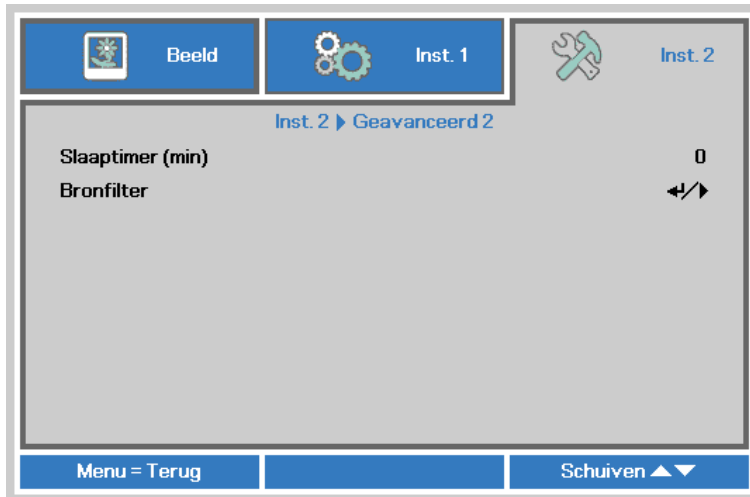 Beeld
Inst. 1
Inst. 2
Inst. 2 ▶ Geavanceerd 2
Slaaptimer (min) 0
Bronfilter ↵/▶
Menu = Terug
Schuiven ▲▼